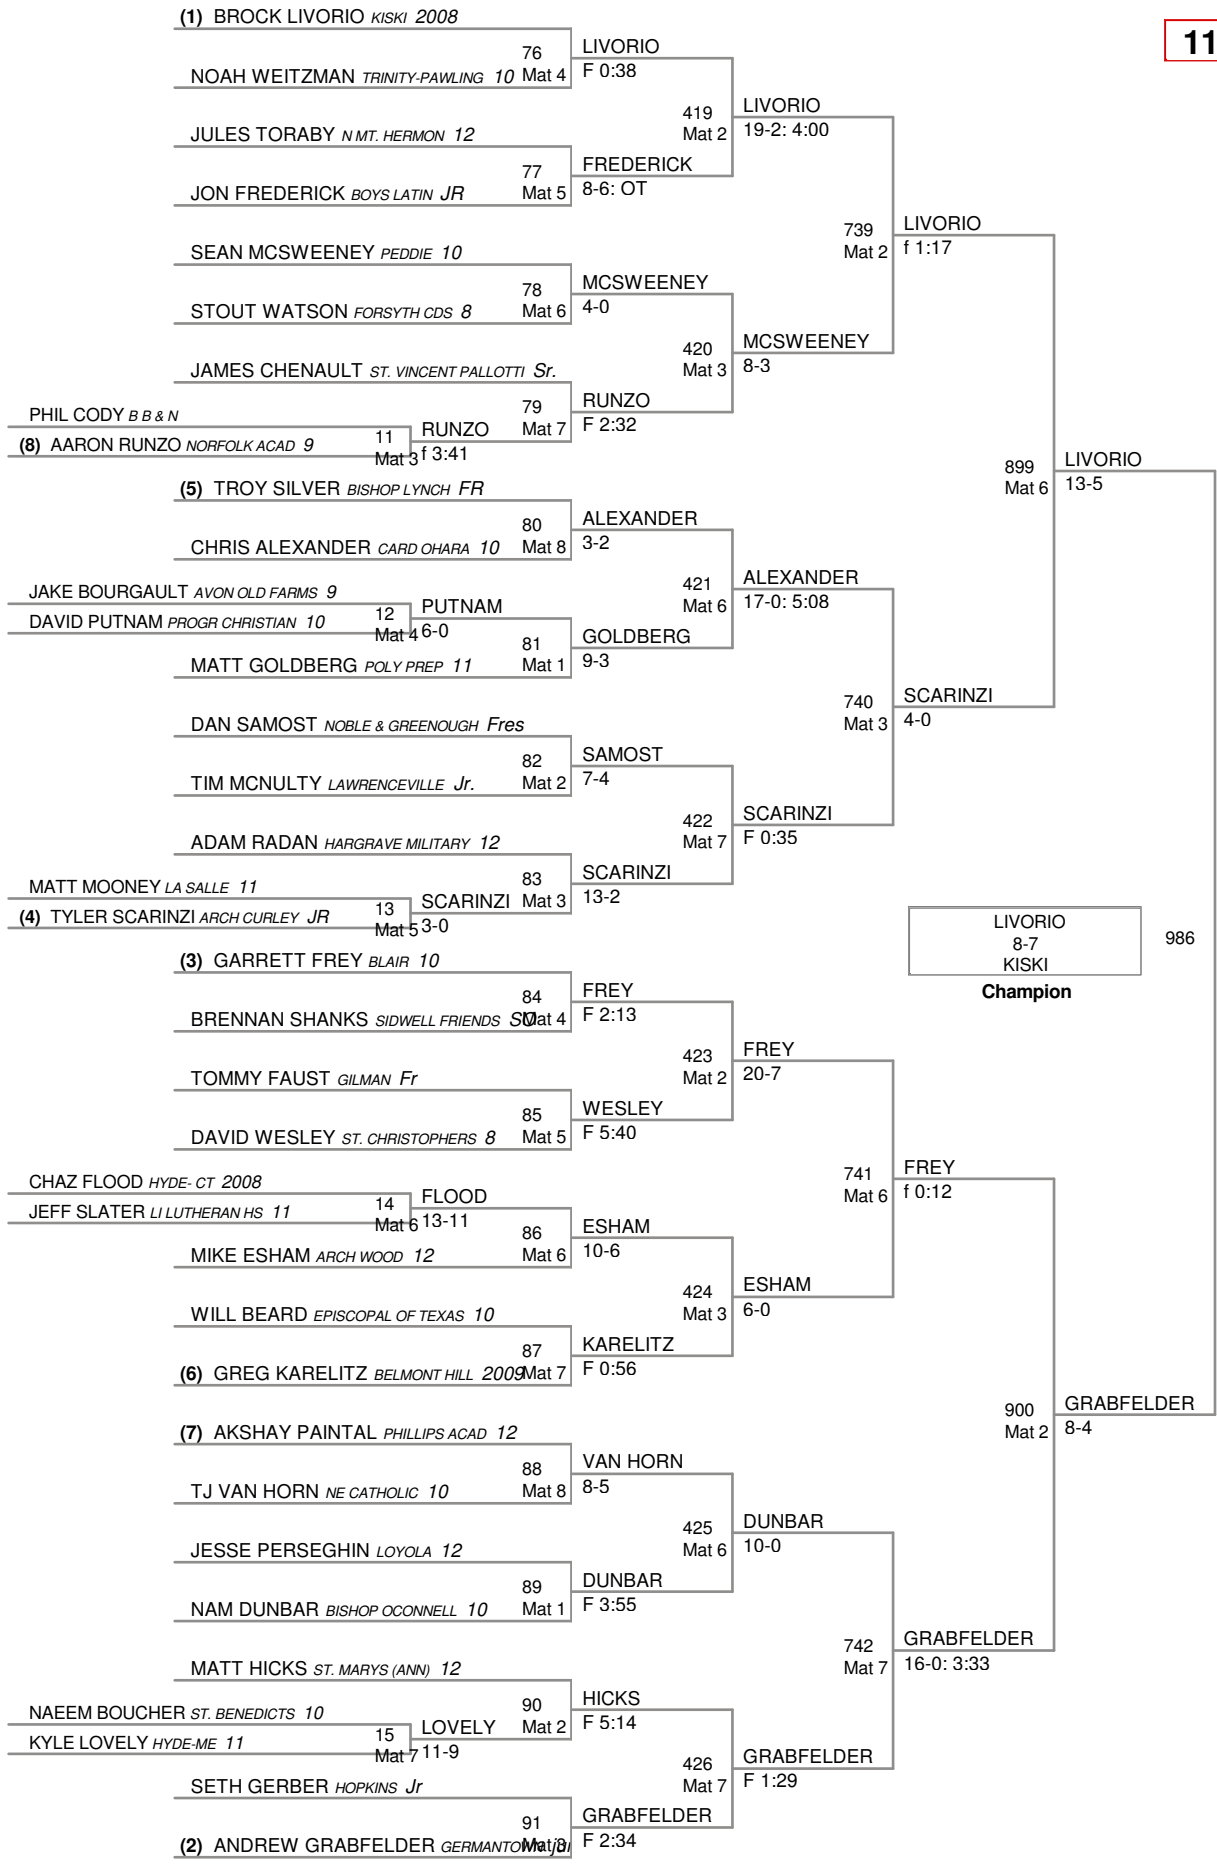 (1) BROCK LIVORIO KISKI 2008
11
76 LIVORIO
NOAH WEITZMAN TRINITY-PAWLING 10 Mat 4 F 0:38
419 LIVORIO
JULES TORABY N MT. HERMON 12 Mat 2 19-2: 4:00
77 FREDERICK
JON FREDERICK BOYS LATIN JR Mat 5 8-6: OT
739 LIVORIO
SEAN MCSWEENEY PEDDIE 10 Mat 2 f 1:17
78 MCSWEENEY
STOUT WATSON FORSYTH CDS 8 Mat 6 4-0
420 MCSWEENEY
JAMES CHENAULT ST. VINCENT PALLOTTI Sr. Mat 3 8-3
79 RUNZO
PHIL CODY B B & N Mat 7 F 2:32
11 RUNZO
(8) AARON RUNZO NORFOLK ACAD 9 Mat 3 f 3:41
899 LIVORIO
(5) TROY SILVER BISHOP LYNCH FR Mat 6 13-5
80 ALEXANDER
CHRIS ALEXANDER CARD OHARA 10 Mat 8 3-2
421 ALEXANDER
JAKE BOURGAULT AVON OLD FARMS 9 Mat 6 17-0: 5:08
12 PUTNAM
DAVID PUTNAM PROGR CHRISTIAN 10 Mat 4 6-0
81 GOLDBERG
MATT GOLDBERG POLY PREP 11 Mat 1 9-3
740 SCARINZI
DAN SAMOST NOBLE & GREENOUGH Fres Mat 3 4-0
82 SAMOST
TIM MCNULTY LAWRENCEVILLE Jr. Mat 2 7-4
422 SCARINZI
ADAM RADAN HARGRAVE MILITARY 12 Mat 7 F 0:35
83 SCARINZI
MATT MOONEY LA SALLE 11 Mat 3 13-2
13 SCARINZI
(4) TYLER SCARINZI ARCH CURLEY JR Mat 5 3-0
LIVORIO
8-7
KISKI
986
Champion
(3) GARRETT FREY BLAIR 10
84 FREY
BRENNAN SHANKS SIDWELL FRIENDS SO Mat 4 F 2:13
423 FREY
TOMMY FAUST GILMAN Fr Mat 2 20-7
85 WESLEY
DAVID WESLEY ST. CHRISTOPHERS 8 Mat 5 F 5:40
741 FREY
CHAZ FLOOD HYDE- CT 2008 Mat 6 f 0:12
14 FLOOD
JEFF SLATER LI LUTHERAN HS 11 Mat 6 13-11
86 ESHAM
MIKE ESHAM ARCH WOOD 12 Mat 6 10-6
424 ESHAM
WILL BEARD EPISCOPAL OF TEXAS 10 Mat 3 6-0
87 KARELITZ
(6) GREG KARELITZ BELMONT HILL 2009 Mat 7 F 0:56
900 GRABFELDER
(7) AKSHAY PAINTAL PHILLIPS ACAD 12 Mat 2 8-4
88 VAN HORN
TJ VAN HORN NE CATHOLIC 10 Mat 8 8-5
425 DUNBAR
JESSE PERSEGHIN LOYOLA 12 Mat 6 10-0
89 DUNBAR
NAM DUNBAR BISHOP OCONNELL 10 Mat 1 F 3:55
742 GRABFELDER
MATT HICKS ST. MARYS (ANN) 12 Mat 7 16-0: 3:33
90 HICKS
NAEEM BOUCHER ST. BENEDICTS 10 Mat 2 F 5:14
15 LOVELY
KYLE LOVELY HYDE-ME 11 Mat 7 11-9
426 GRABFELDER
SETH GERBER HOPKINS Jr Mat 7 F 1:29
91 GRABFELDER
(2) ANDREW GRABFELDER GERMANTOWN Mat 3 F 2:34